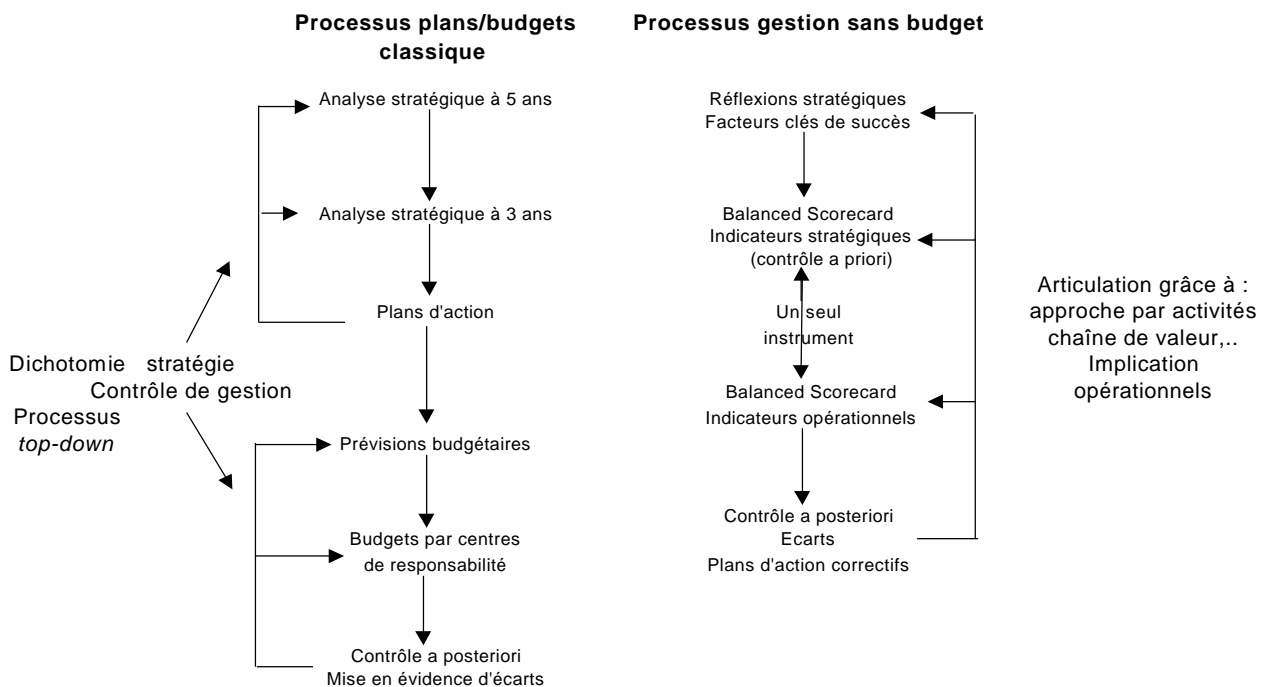 Processus plans/budgets
classique
Analyse stratégique à 5 ans
Analyse stratégique à 3 ans
Plans d'action
Dichotomie stratégie
Contrôle de gestion
Processus
top-down
Prévisions budgétaires
Budgets par centres
de responsabilité
Contrôle a posteriori
Mise en évidence d'écarts
Processus gestion sans budget
Réflexions stratégiques
Facteurs clés de succès
Balanced Scorecard
Indicateurs stratégiques
(contrôle a priori)
Un seul
instrument
Balanced Scorecard
Indicateurs opérationnels
Contrôle a posteriori
Ecarts
Plans d'action correctifs
Articulation grâce à :
approche par activités
chaîne de valeur,..
Implication
opérationnels